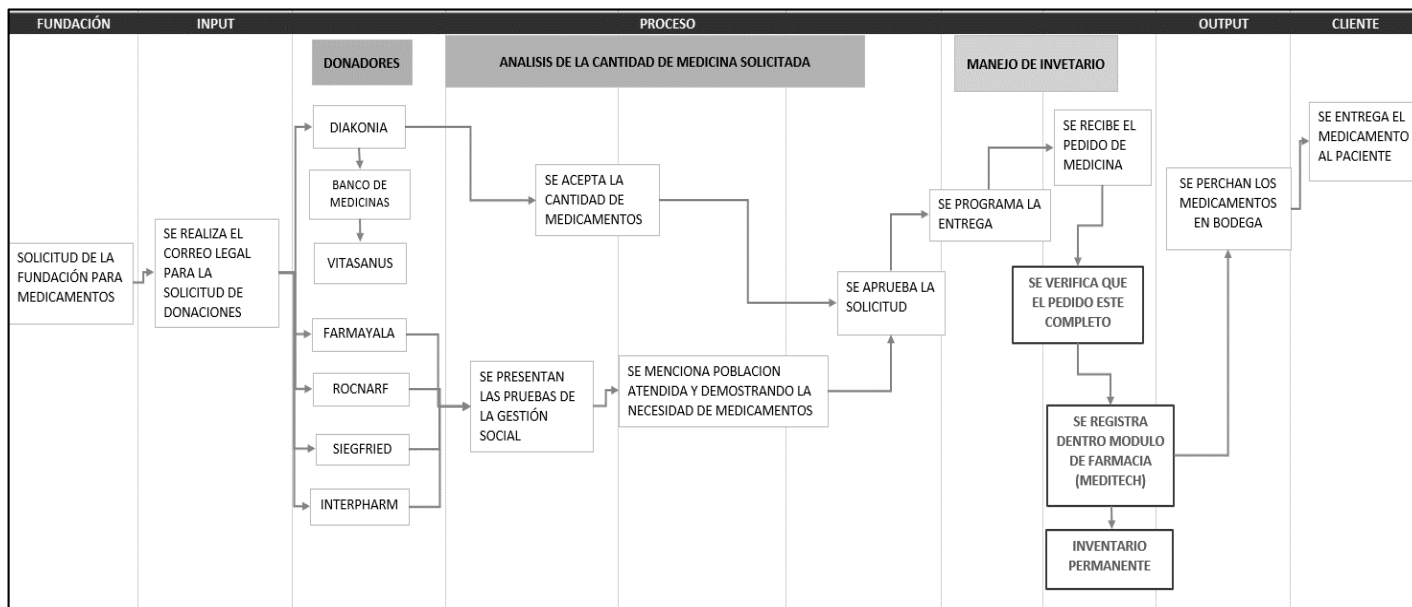 FUNDACIÓN
INPUT
PROCESO
OUTPUT
CLIENTE
DONADORES
ANALISIS DE LA CANTIDAD DE MEDICINA SOLICITADA
MANEJO DE INVETARIO
SOLICITUD DE LA
FUNDACIÓN PARA
MEDICAMENTOS
SE REALIZA EL
CORREO LEGAL
PARA LA
SOLICITUD DE
DONACIONES
DIAKONIA
BANCO DE
MEDICINAS
VITASANUS
FARMAYALA
ROCNARF
SIEGFRIED
INTERPHARM
SE ACEPTA LA
CANTIDAD DE
MEDICAMENTOS
SE PRESENTAN
LAS PRUEBAS DE
LA GESTIÓN
SOCIAL
SE MENCIONA POBLACION
ATENDIDA Y DEMOSTRANDO LA
NECESIDAD DE MEDICAMENTOS
SE APRUEBA LA
SOLICITUD
SE PROGRAMA LA
ENTREGA
SE RECIBE EL
PEDIDO DE
MEDICINA
SE VERIFICA QUE
EL PEDIDO ESTE
COMPLETO
SE REGISTRA
DENTRO MODULO
DE FARMACIA
(MEDITECH)
INVENTARIO
PERMANENTE
SE PERCHAN LOS
MEDICAMENTOS
EN BODEGA
SE ENTREGA EL
MEDICAMENTO
AL PACIENTE